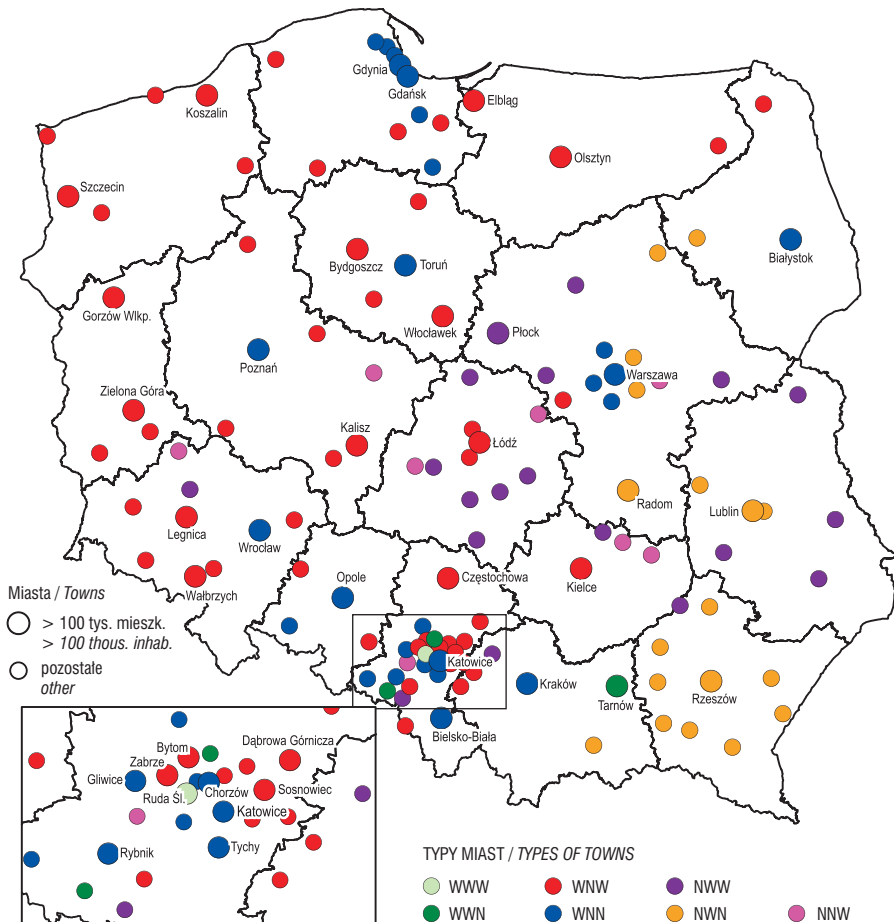 Gdynia
Gdańsk
Elbląg
Koszalin
Olsztyn
Szczecin
Białystok
Bydgoszcz
Toruń
Gorzów Wlkp.
Włocławek
Płock
Poznań
Warszawa
Zielona Góra
Kalisz
Łódź
Radom
Lublin
Legnica
Wrocław
Częstochowa
Kielce
Wałbrzych
Opole
Miasta / Towns
> 100 tys. mieszk.
> 100 thous. inhab.
pozostałe
other
Katowice
Kraków
Tarnów
Rzeszów
Bielsko-Biała
Bytom
Dąbrowa Górnicza
Zabrze
Gliwice
Ruda Śl.
Chorzów
Sosnowiec
Katowice
Rybnik
Tychy
TYPY MIAST / TYPES OF TOWNS
WWW WNW NWW
WWN WNN NWN NNW